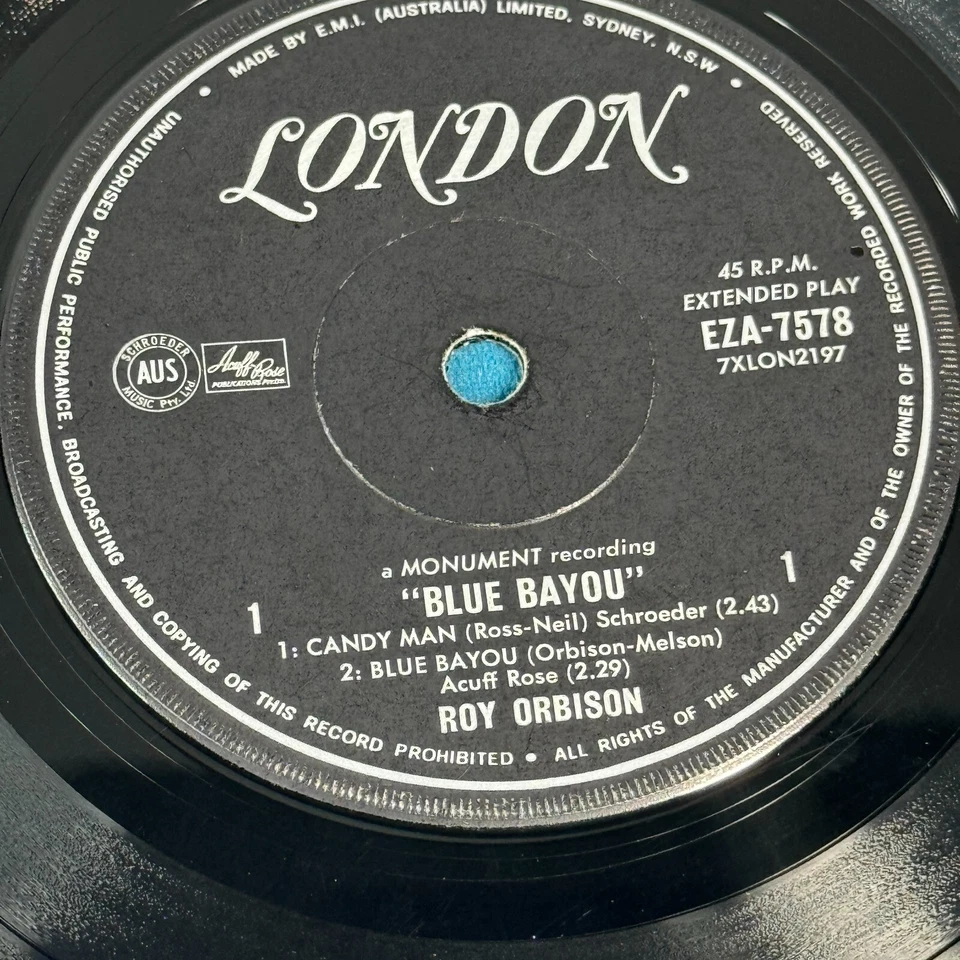 MADE BY E.M.I. (AUSTRALIA) LIMITED, SYDNEY, N.S.W
LONDON
45 R.P.M.
EXTENDED PLAY
EZA-7578
7XLON2197
SCHROEDER
AUS
MUSIC Pty. Ltd.
Acuff Rose
PUBLICATIONS PTY. LTD.
a MONUMENT recording
"BLUE BAYOU"
1
1
1: CANDY MAN (Ross-Neil) Schroeder (2.43)
2: BLUE BAYOU (Orbison-Melson)
Acuff Rose (2.29)
ROY ORBISON
UNAUTHORISED PUBLIC PERFORMANCE, BROADCASTING AND COPYING OF THIS RECORD PROHIBITED • ALL RIGHTS OF THE MANUFACTURER AND OF THE OWNER OF THE RECORDED WORK RESERVED